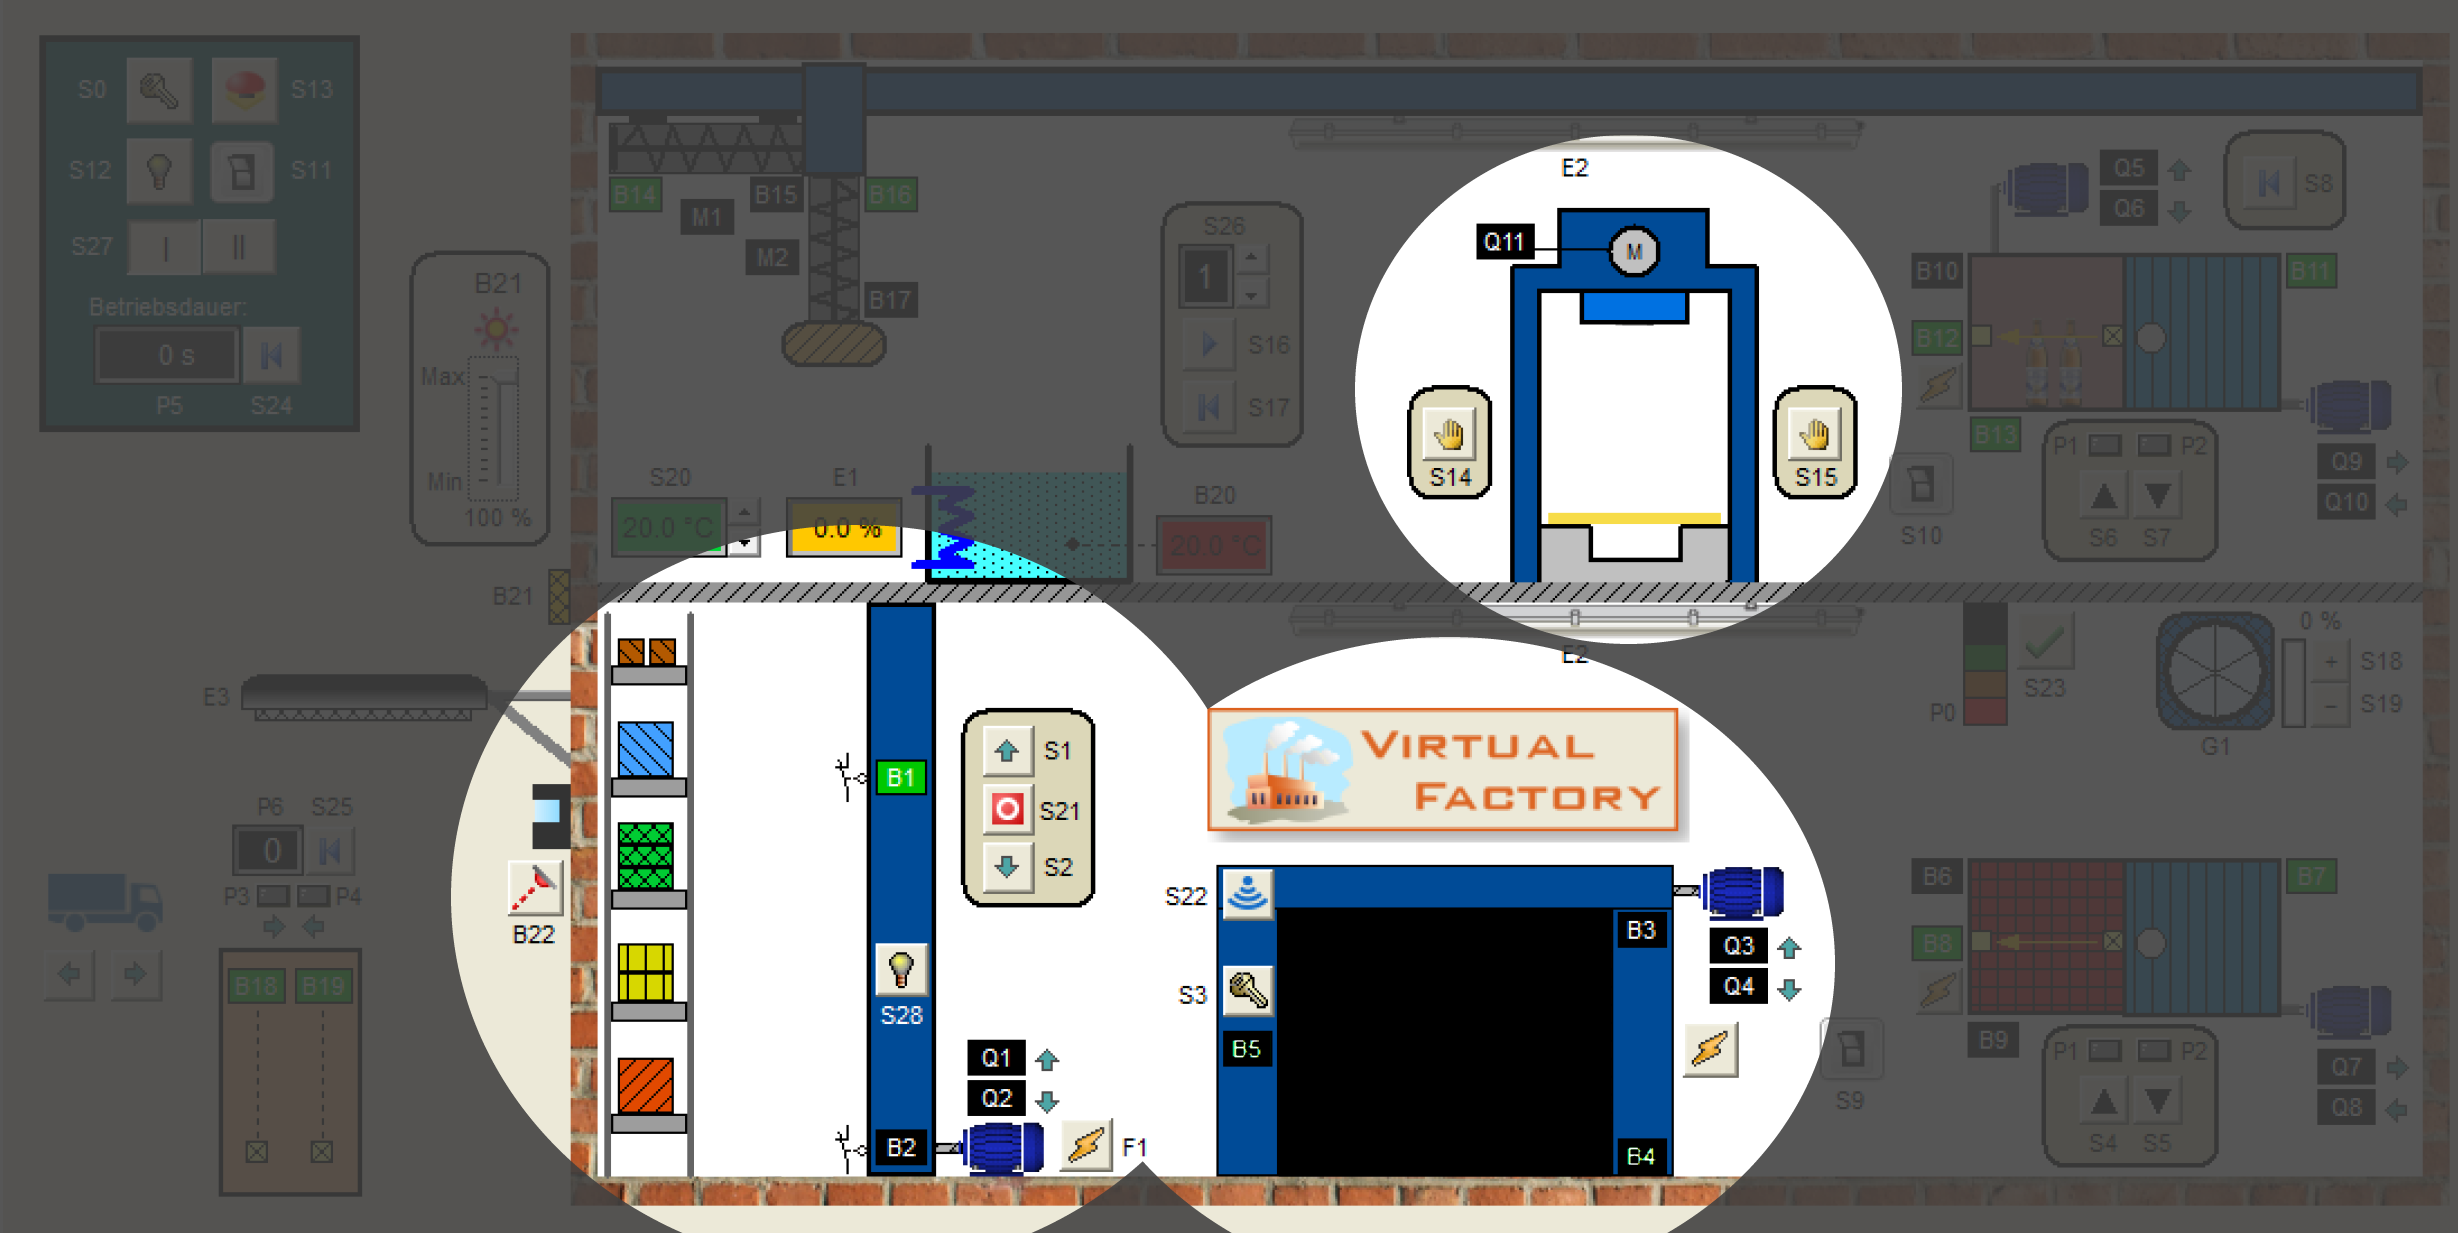 S0
S13
S12
S11
S27
I
II
Betriebsdauer:
0 s
P5
S24
B21
Max
Min
100 %
B21
B14
B15
B16
M1
M2
B17
S26
1
S16
S17
S20
20.0 °C
E1
0.0 %
B20
20.0 °C
E2
Q11
M
S14
S15
Q5
Q6
S8
B10
B11
B12
B13
P1
P2
S6
S7
S10
Q9
Q10
E3
P6
S25
0
P3
P4
B18
B19
B22
B1
S1
S21
S2
S28
Q1
Q2
B2
F1
E2
VIRTUAL
FACTORY
S22
S3
B5
B3
B4
Q3
Q4
P0
S23
0 %
+
S18
−
S19
G1
B6
B7
B8
B9
S9
P1
P2
S4
S5
Q7
Q8